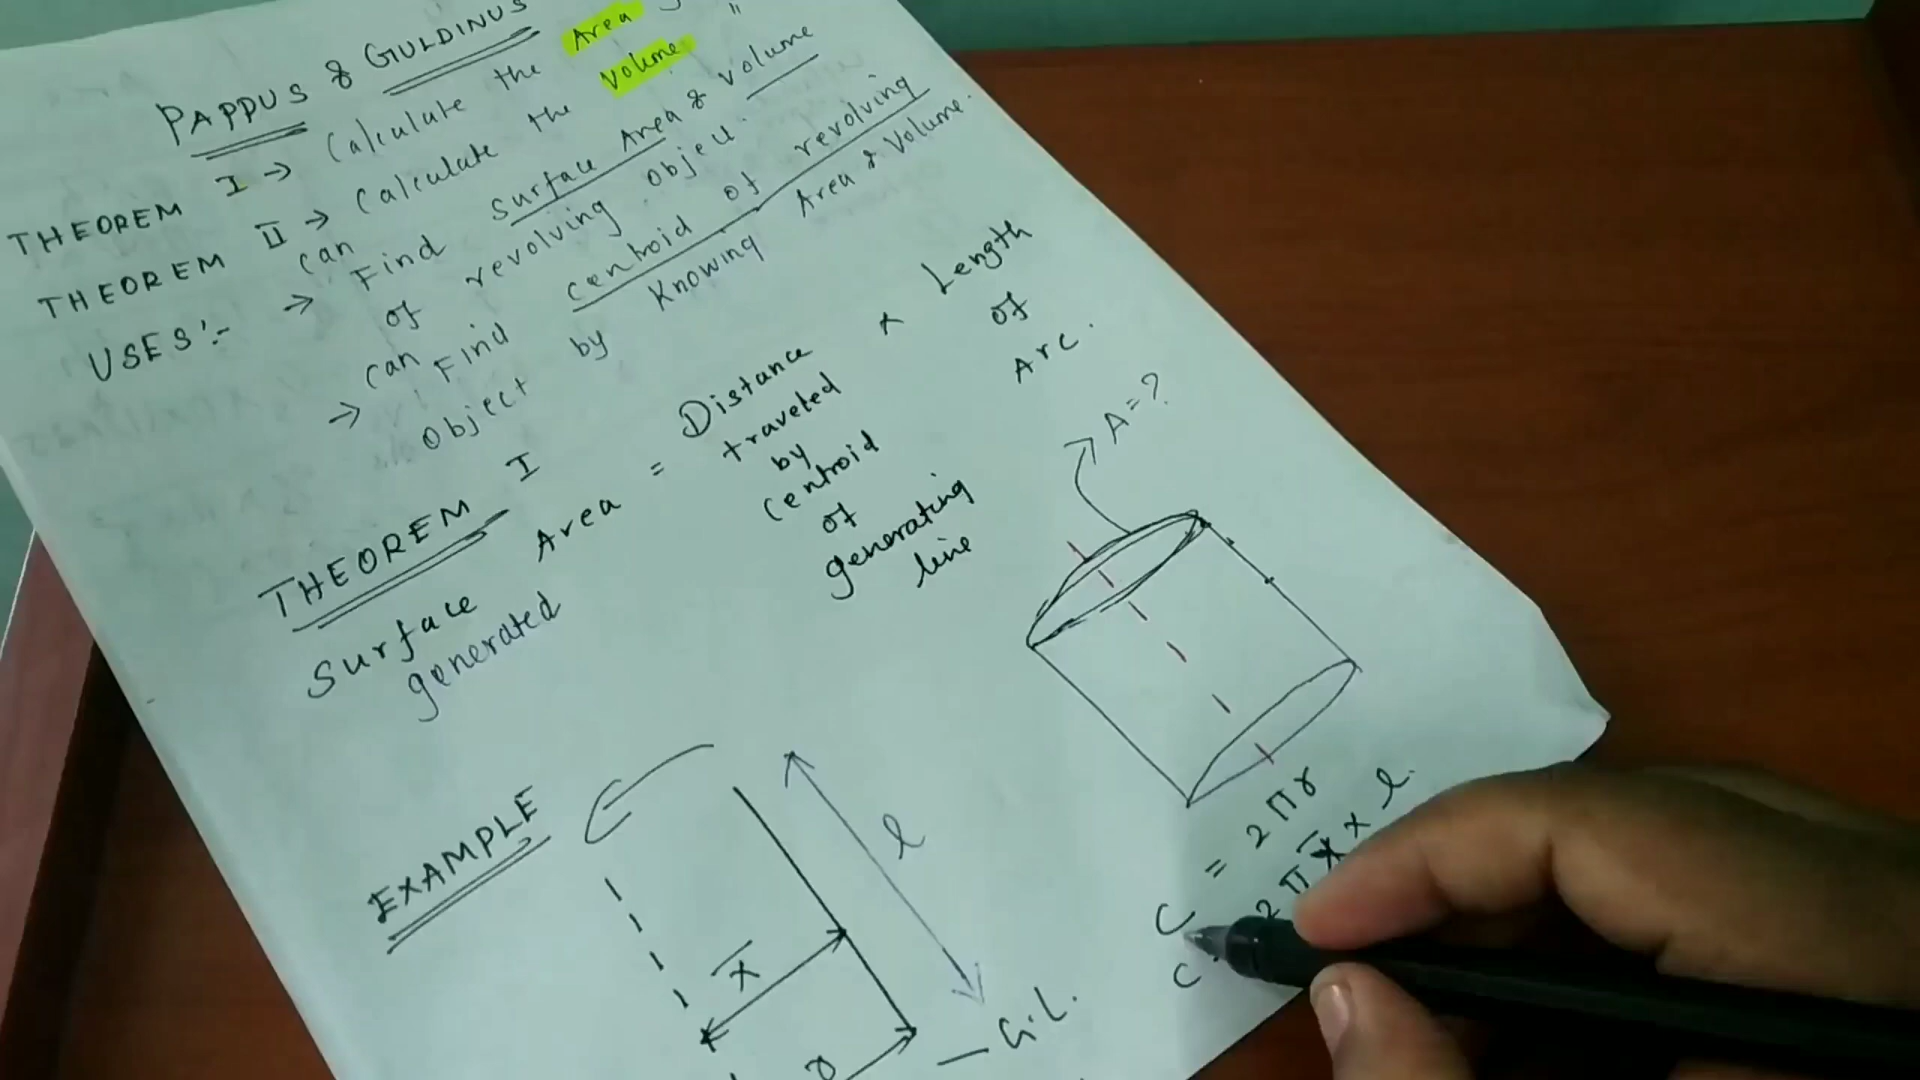 PAPPUS & GULDINUS
THEOREM I → Calculate the Area
THEOREM II → Calculate the Volume "
USES:- → Can Find Surface Area & volume
of revolving object.
→ Can Find centroid of revolving
object by Knowing Area & Volume.
THEOREM I
Surface Area generated = Distance traveled by centroid of generating line × Length of Arc.
A=?
EXAMPLE
l
x̄
r
G.L.
C = 2πr
C 2πx̄ × l.